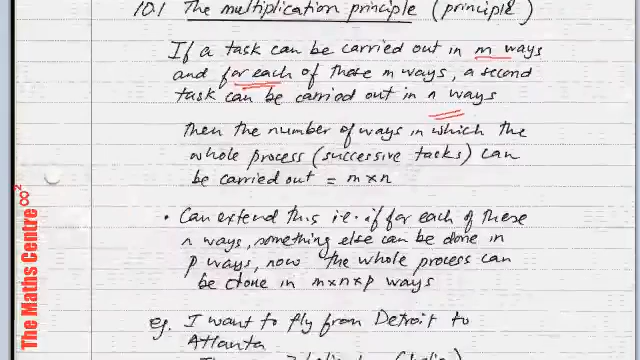 10.1 The multiplication principle (principle)
If a task can be carried out in m ways
and for each of these m ways, a second
task can be carried out in n ways
then the number of ways in which the
whole process (successive tasks) can
be carried out = m×n
• Can extend this i.e. if for each of these
n ways, something else can be done in
p ways, now the whole process can
be done in m×n×p ways
eg. I want to fly from Detroit to
Atlanta
The Maths Centre ∞²